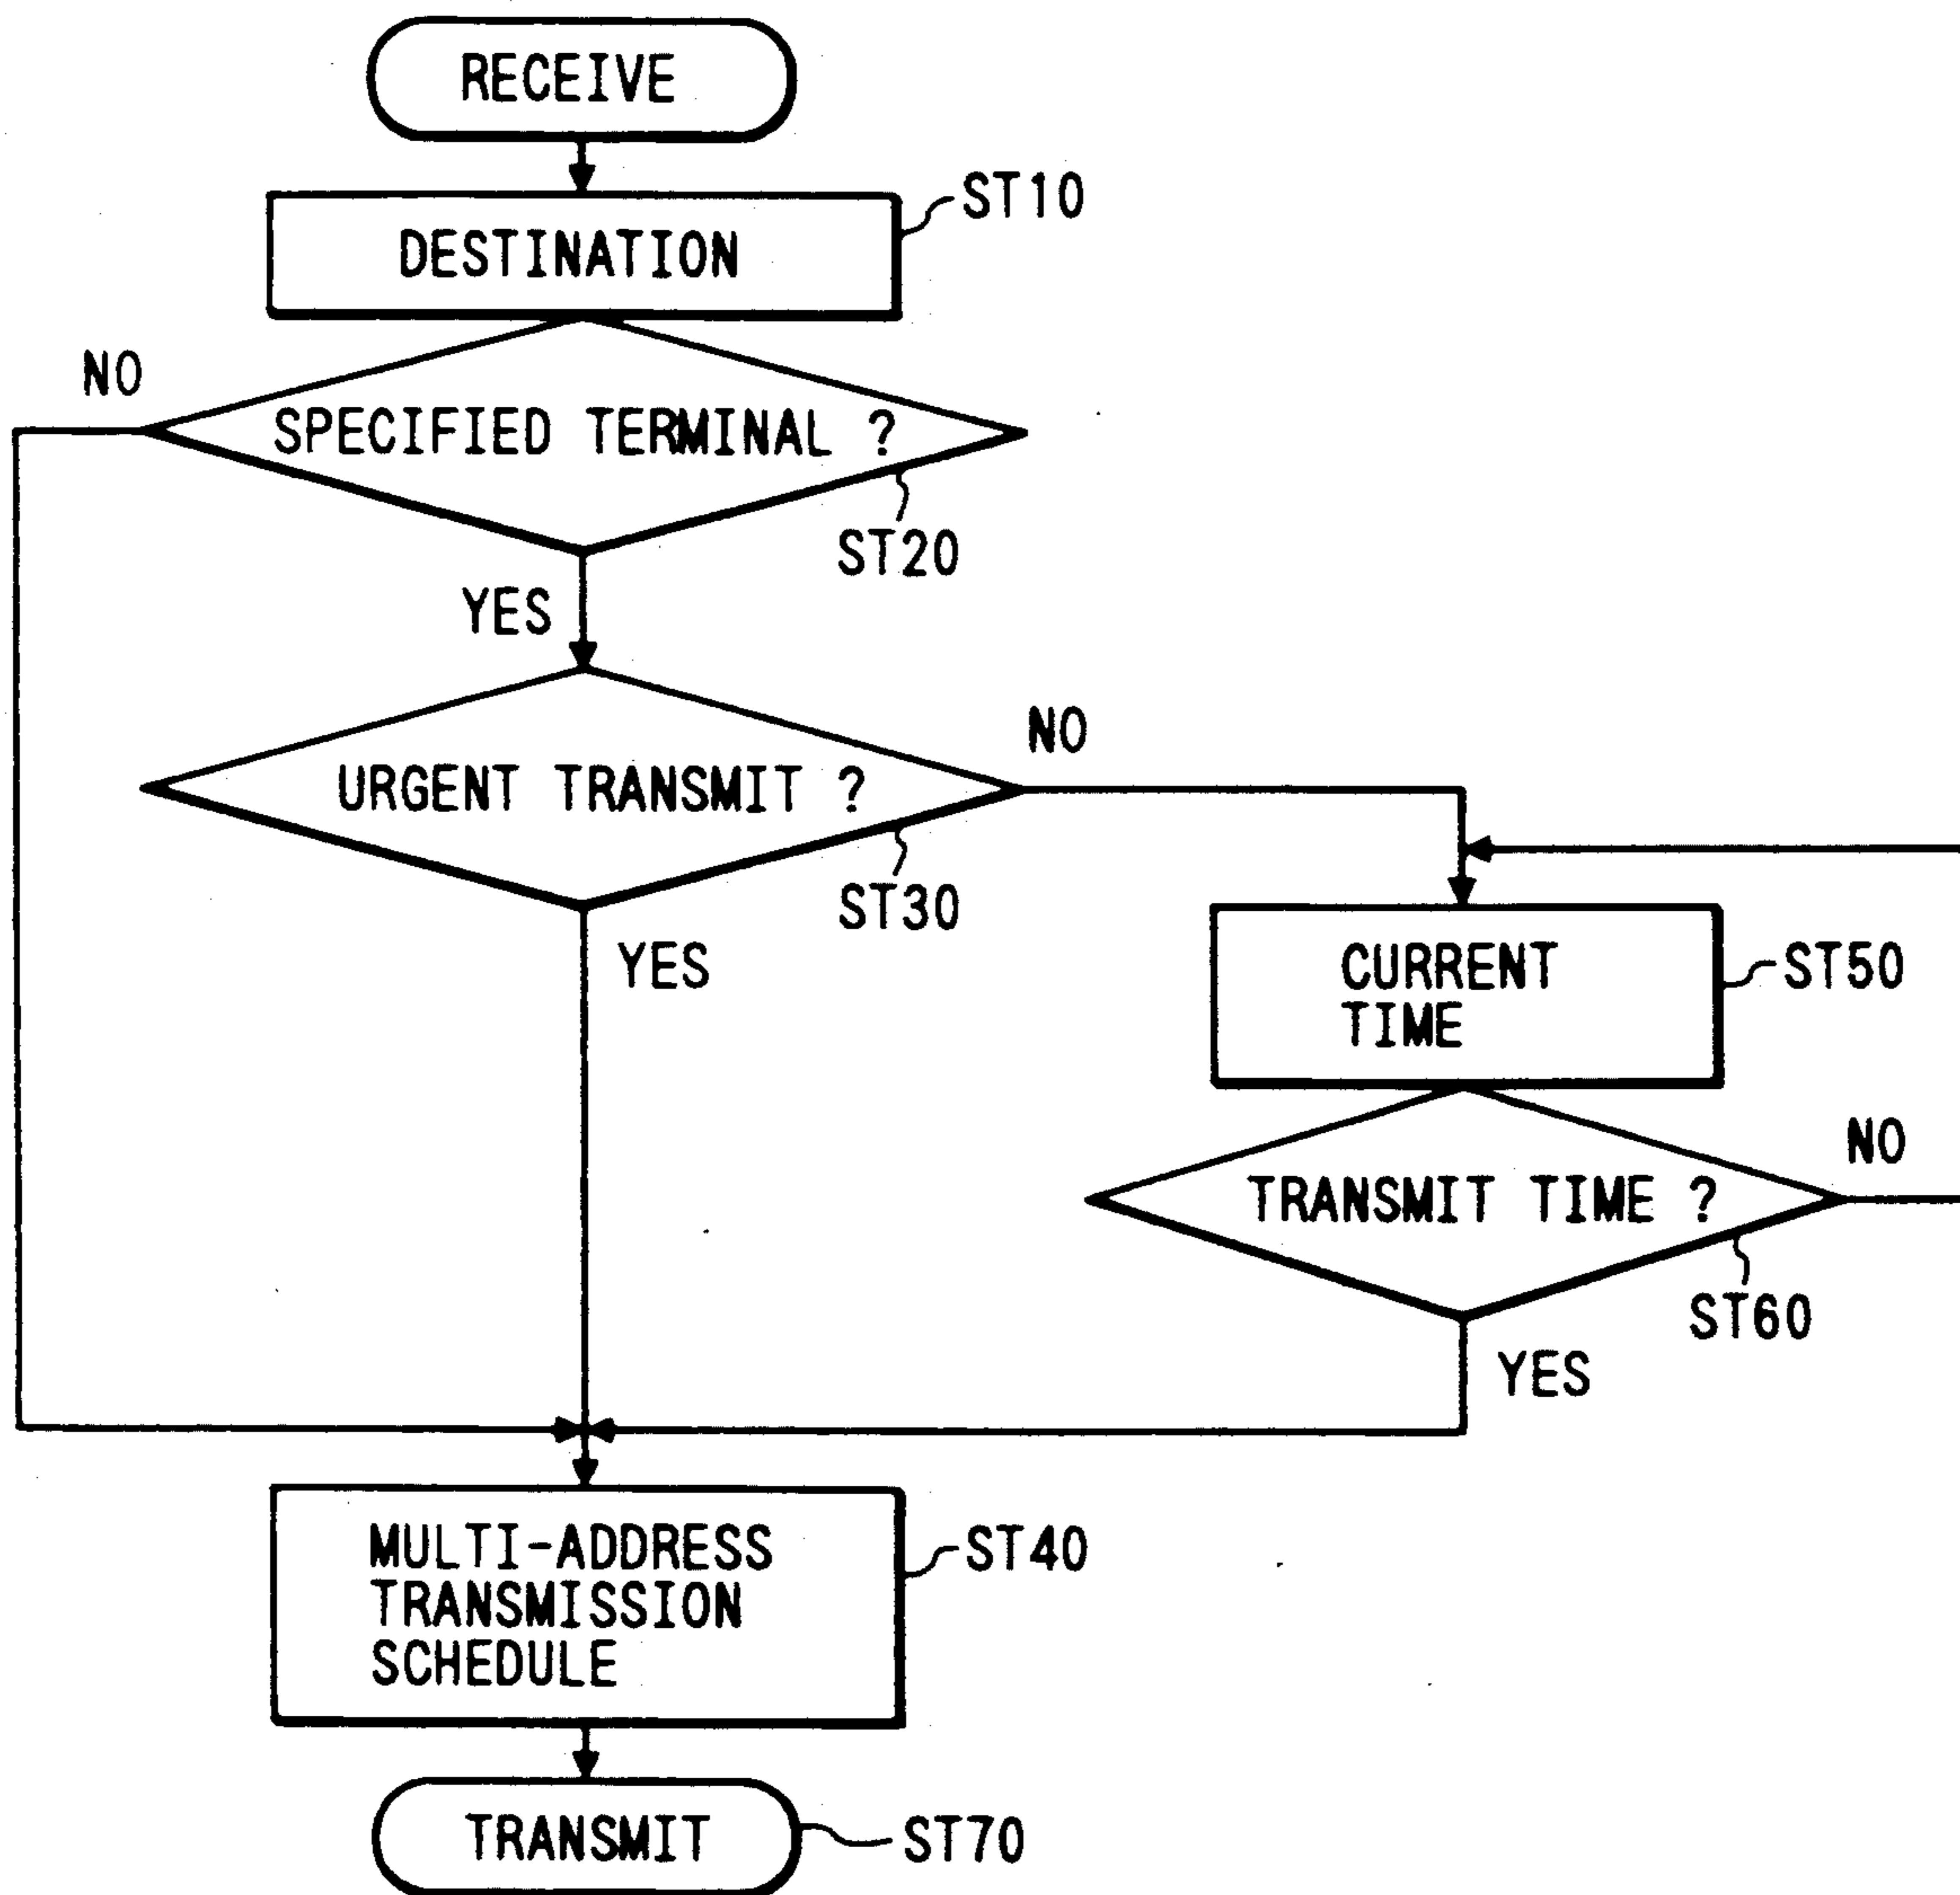 RECEIVE
DESTINATION
ST10
NO
SPECIFIED TERMINAL ?
ST20
YES
URGENT TRANSMIT ?
NO
ST30
YES
CURRENT
TIME
ST50
TRANSMIT TIME ?
NO
ST60
YES
MULTI-ADDRESS
TRANSMISSION
SCHEDULE
ST40
TRANSMIT
ST70